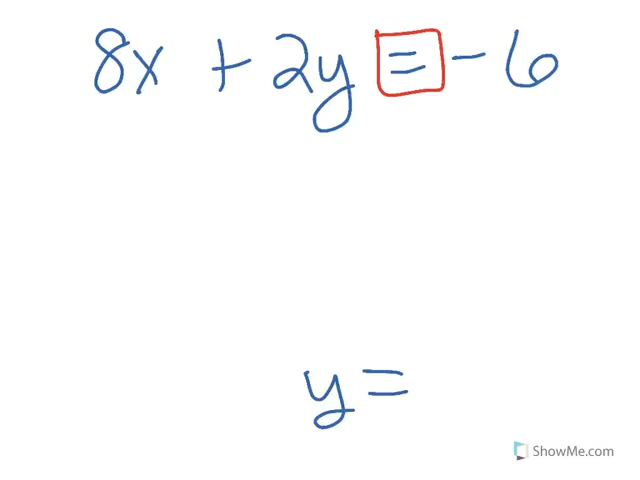 8x + 2y = -6
y =
ShowMe.com